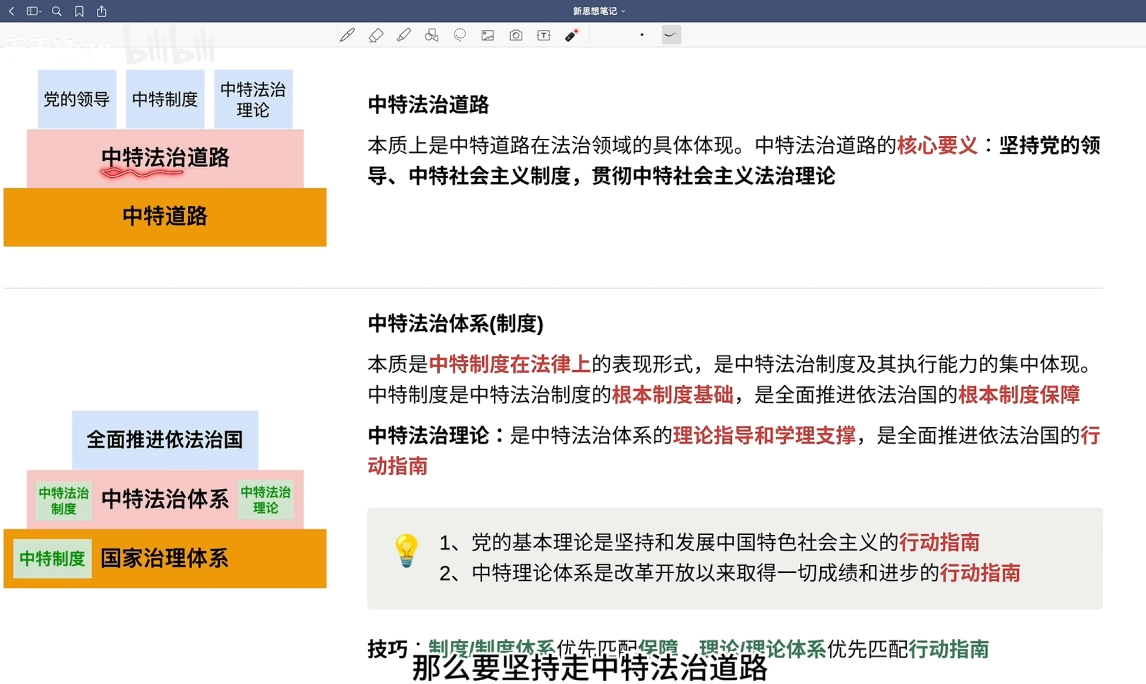 新思想笔记
bilibili
党的领导
中特制度
中特法治
理论
中特法治道路
中特道路
中特法治道路
本质上是中特道路在法治领域的具体体现。中特法治道路的核心要义：坚持党的领
导、中特社会主义制度，贯彻中特社会主义法治理论
全面推进依法治国
中特法治
制度
中特法治体系
中特法治
理论
中特制度
国家治理体系
中特法治体系(制度)
本质是中特制度在法律上的表现形式，是中特法治制度及其执行能力的集中体现。
中特制度是中特法治制度的根本制度基础，是全面推进依法治国的根本制度保障
中特法治理论：是中特法治体系的理论指导和学理支撑，是全面推进依法治国的行
动指南
1、党的基本理论是坚持和发展中国特色社会主义的行动指南
2、中特理论体系是改革开放以来取得一切成绩和进步的行动指南
技巧：制度/制度体系优先匹配保障，理论/理论体系优先匹配行动指南
那么要坚持走中特法治道路